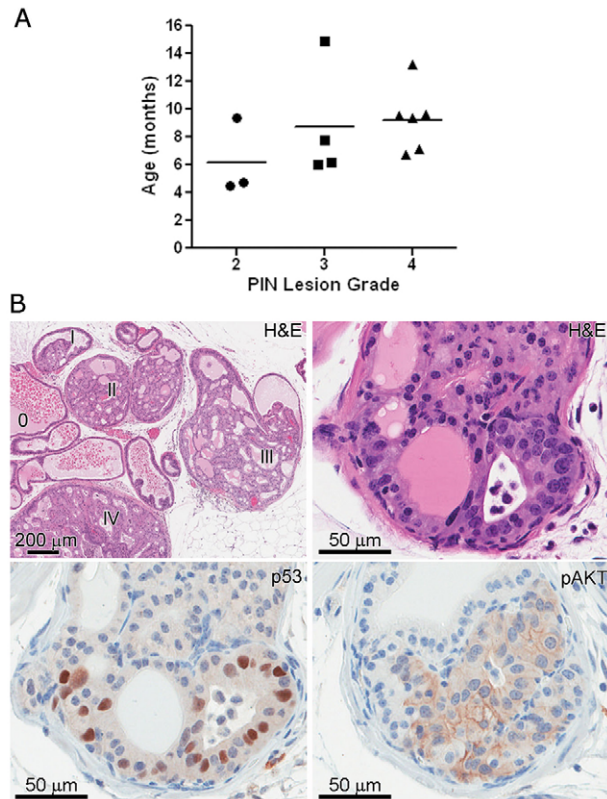 A
16
14
12
10
8
6
4
2
0
Age (months)
2 3 4
PIN Lesion Grade
B
H&E
I
II
0
III
IV
200 µm
H&E
50 µm
p53
50 µm
pAKT
50 µm